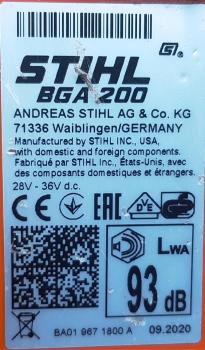 STIHL
BGA 200
ANDREAS STIHL AG & Co. KG
71336 Waiblingen/GERMANY
Manufactured by STIHL INC., USA,
with domestic and foreign components.
Fabriqué par STIHL Inc., États-Unis, avec
des composants domestiques et étrangers.
28V - 36V d.c.
CE EAC DVE
LWA
93 dB
BA01 967 1800 A 09.2020